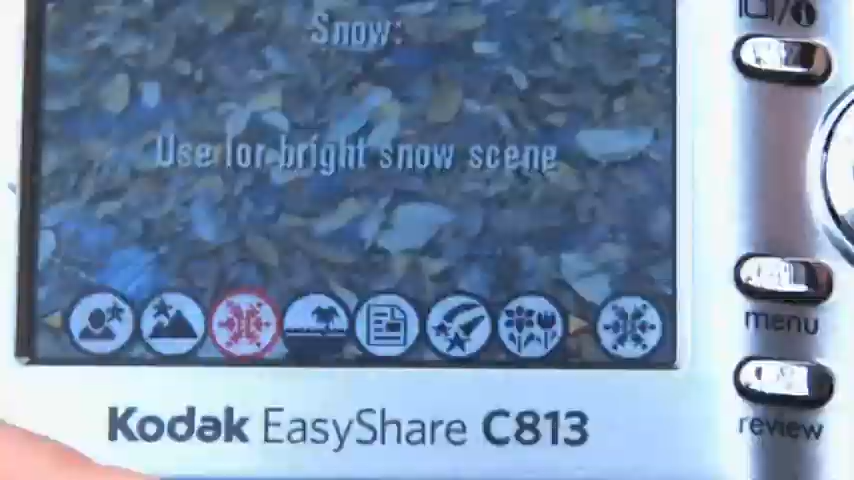 Snow:
Use for bright snow scene
menu
Kodak EasyShare C813
review